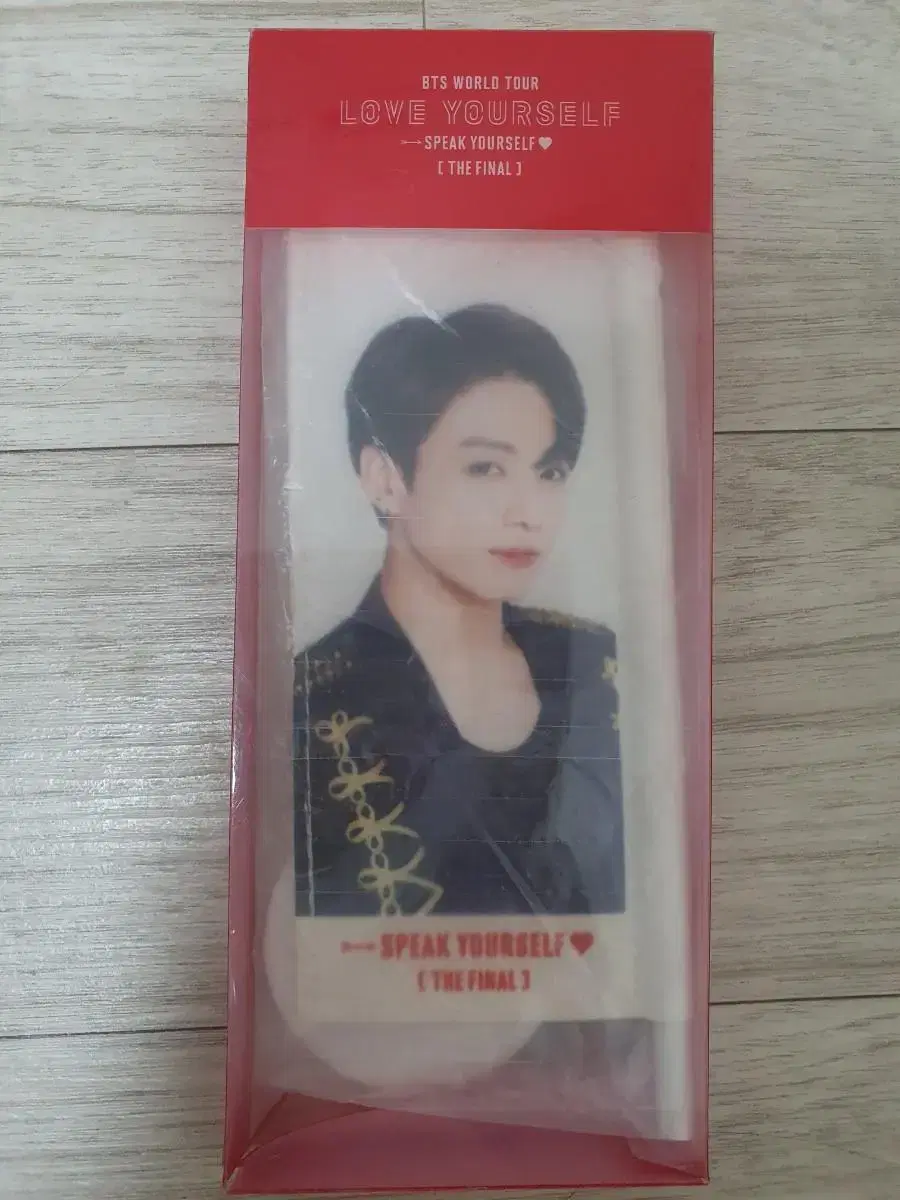 BTS WORLD TOUR
LOVE YOURSELF
SPEAK YOURSELF
[ THE FINAL ]
SPEAK YOURSELF
[ THE FINAL ]